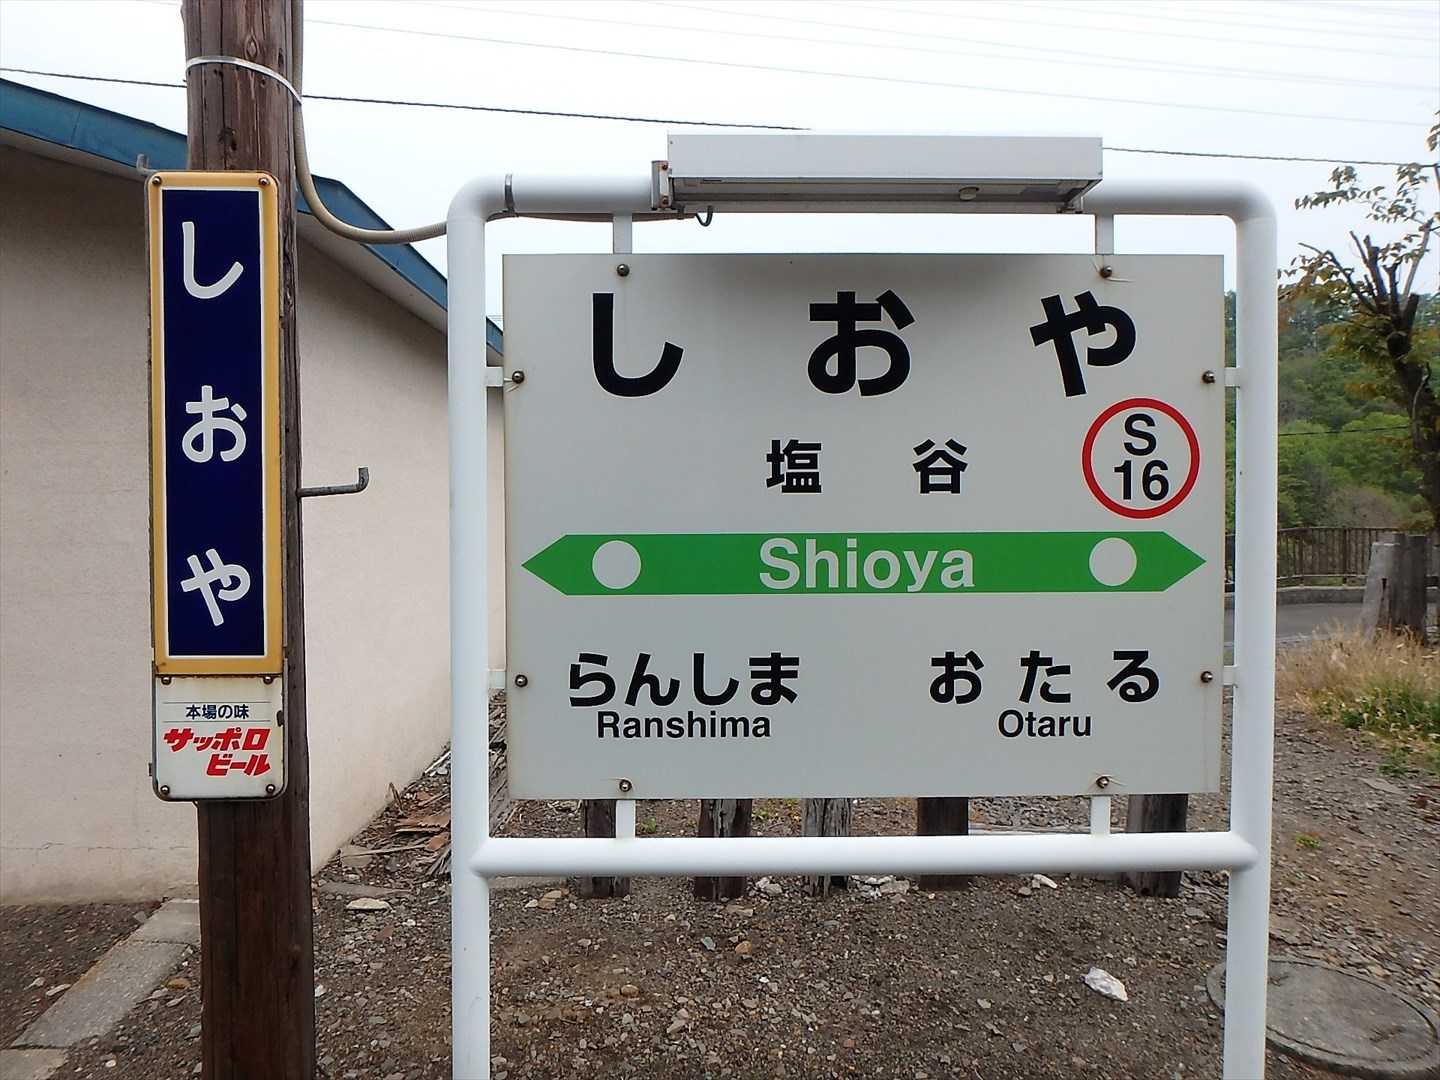 しおや
本場の味
サッポロ
ビール
しおや
塩谷
S
16
Shioya
らんしま
Ranshima
おたる
Otaru